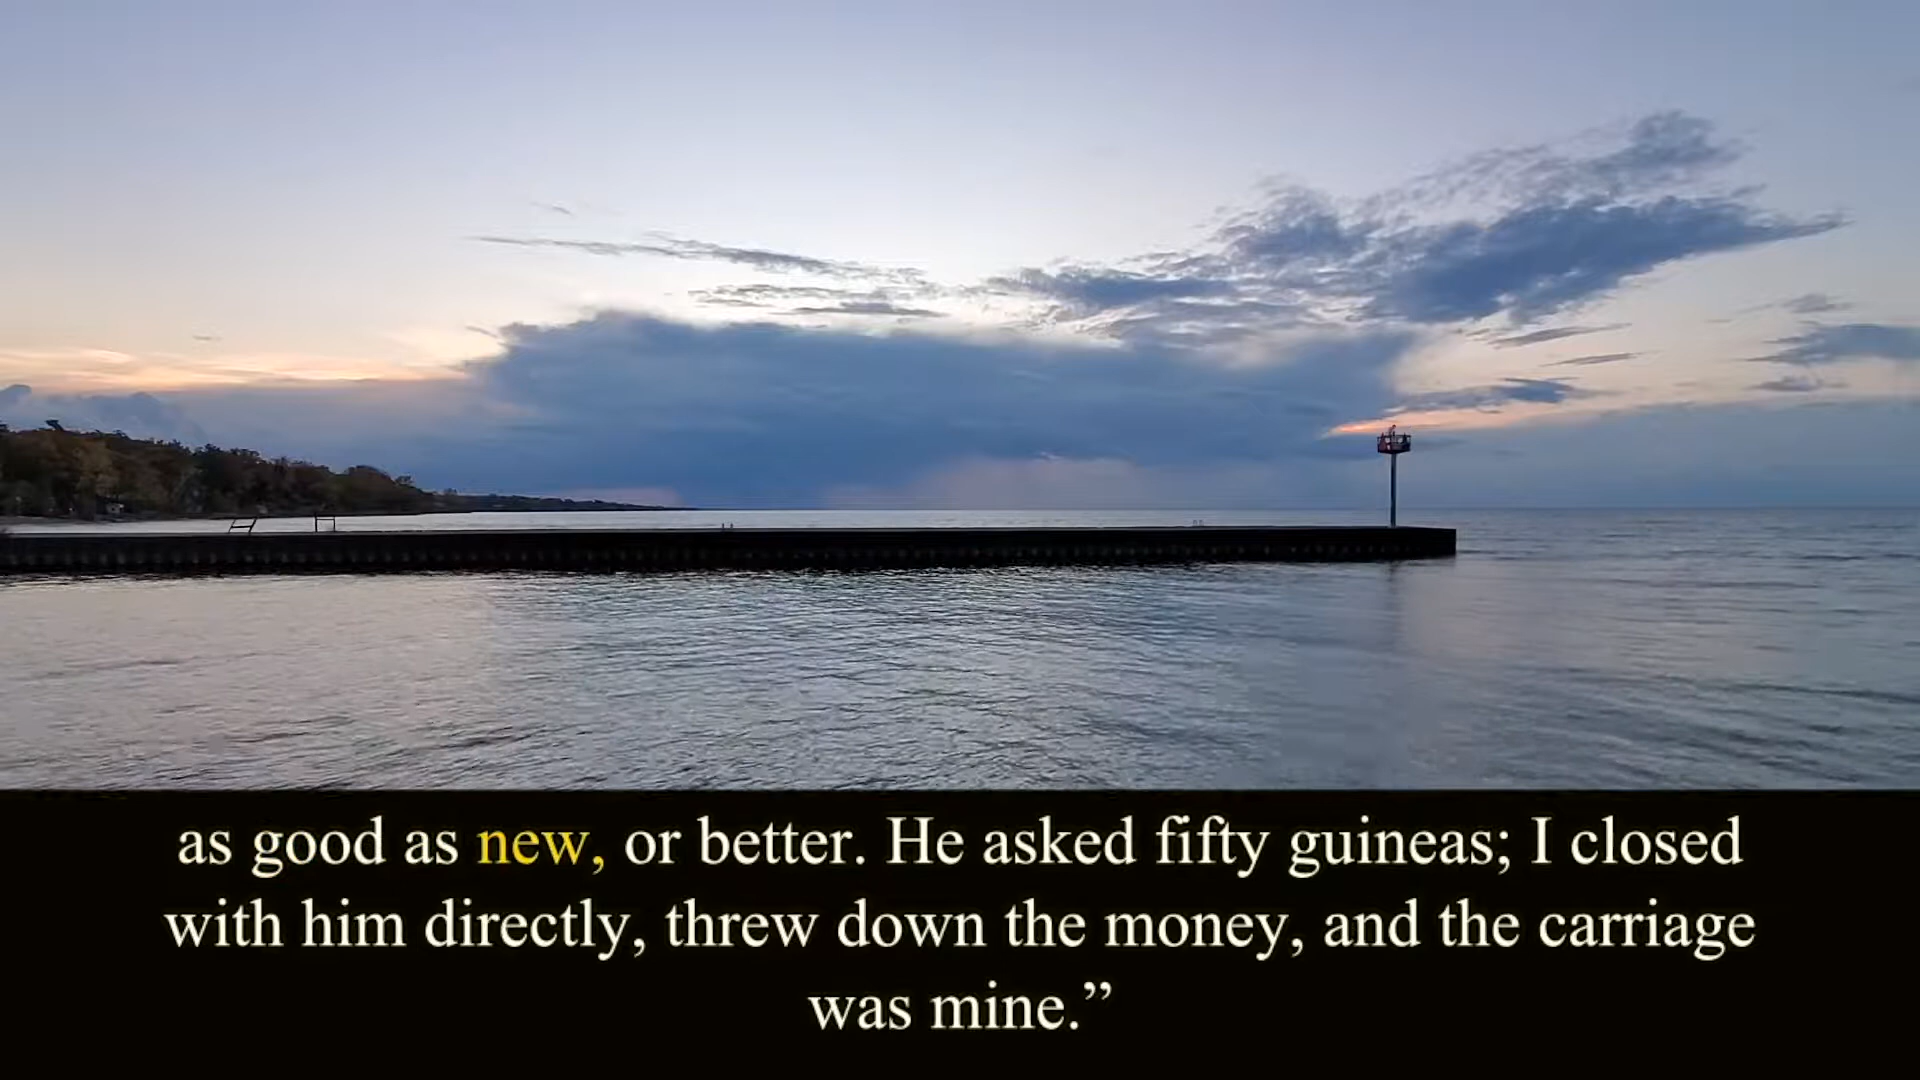 as good as new, or better. He asked fifty guineas; I closed
with him directly, threw down the money, and the carriage
was mine.”